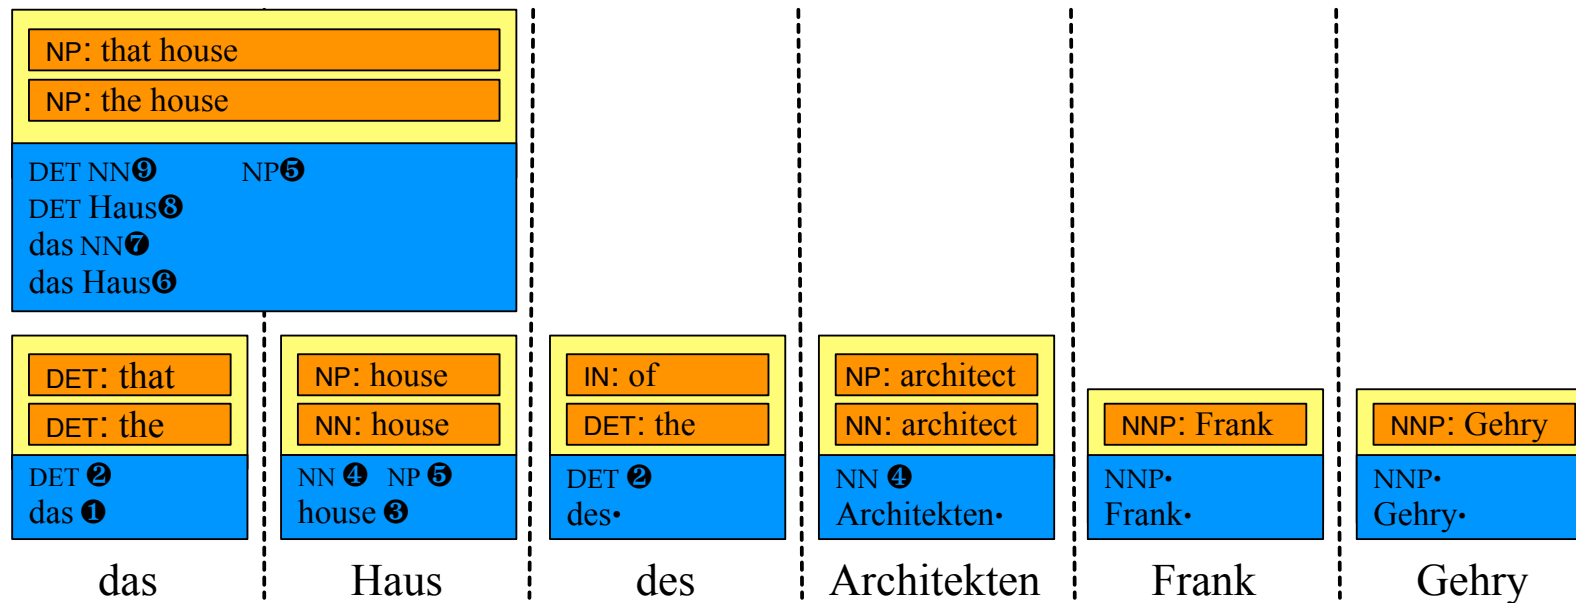 NP: that house
NP: the house
DET NN❾ NP❺
DET Haus❽
das NN❼
das Haus❻
DET: that
DET: the
DET ❷
das ❶
NP: house
NN: house
NN ❹ NP ❺
house ❸
IN: of
DET: the
DET ❷
des•
NP: architect
NN: architect
NN ❹
Architekten•
NNP: Frank
NNP•
Frank•
NNP: Gehry
NNP•
Gehry•
das Haus des Architekten Frank Gehry